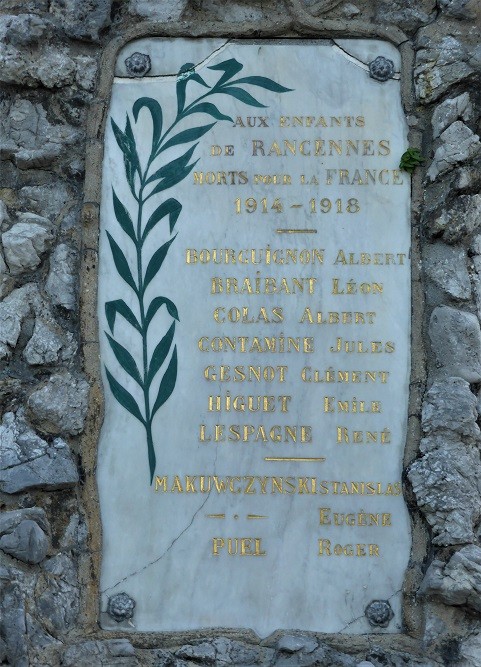 AUX ENFANTS
DE RANCENNES
MORTS POUR LA FRANCE
1914-1918
BOURGUIGNON ALBERT
BRAIBANT LÉON
COLAS ALBERT
CONTAMINE JULES
GESNOT CLÉMENT
HIGUET EMILE
LESPAGNE RENÉ
MAKUWCZYNSKI STANISLAS
- . - EUGÈNE
PUEL ROGER